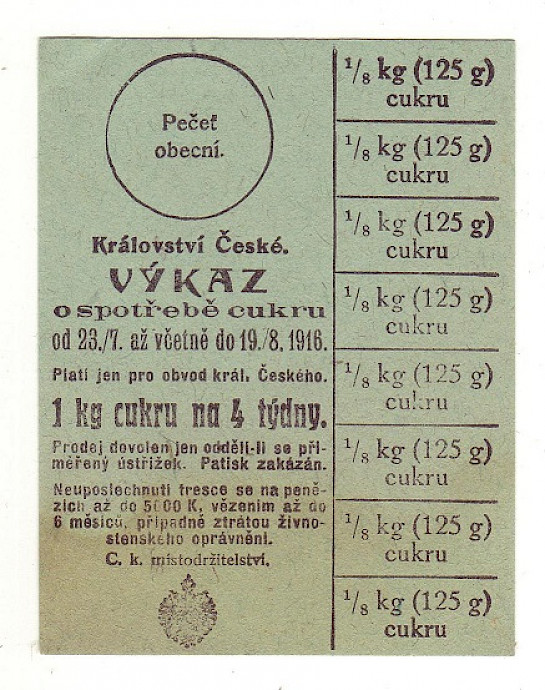 Pečeť
obecní.
Království České.
VÝKAZ
o spotřebě cukru
od 23./7. až včetně do 19./8. 1916.
Platí jen pro obvod král. Českého.
1 kg cukru na 4 týdny.
Prodej dovolen jen oddělí-li se při-
měřený ústřižek. Patisk zakázán.
Neuposlechnutí tresce se na peně-
zích až do 5000 K, vězením až do
6 měsíců, případně ztrátou živno-
stenského oprávnění.
C. k. místodržitelství.
1/8 kg (125 g)
cukru
1/8 kg (125 g)
cukru
1/8 kg (125 g)
cukru
1/8 kg (125 g)
cukru
1/8 kg (125 g)
cukru
1/8 kg (125 g)
cukru
1/8 kg (125 g)
cukru
1/8 kg (125 g)
cukru